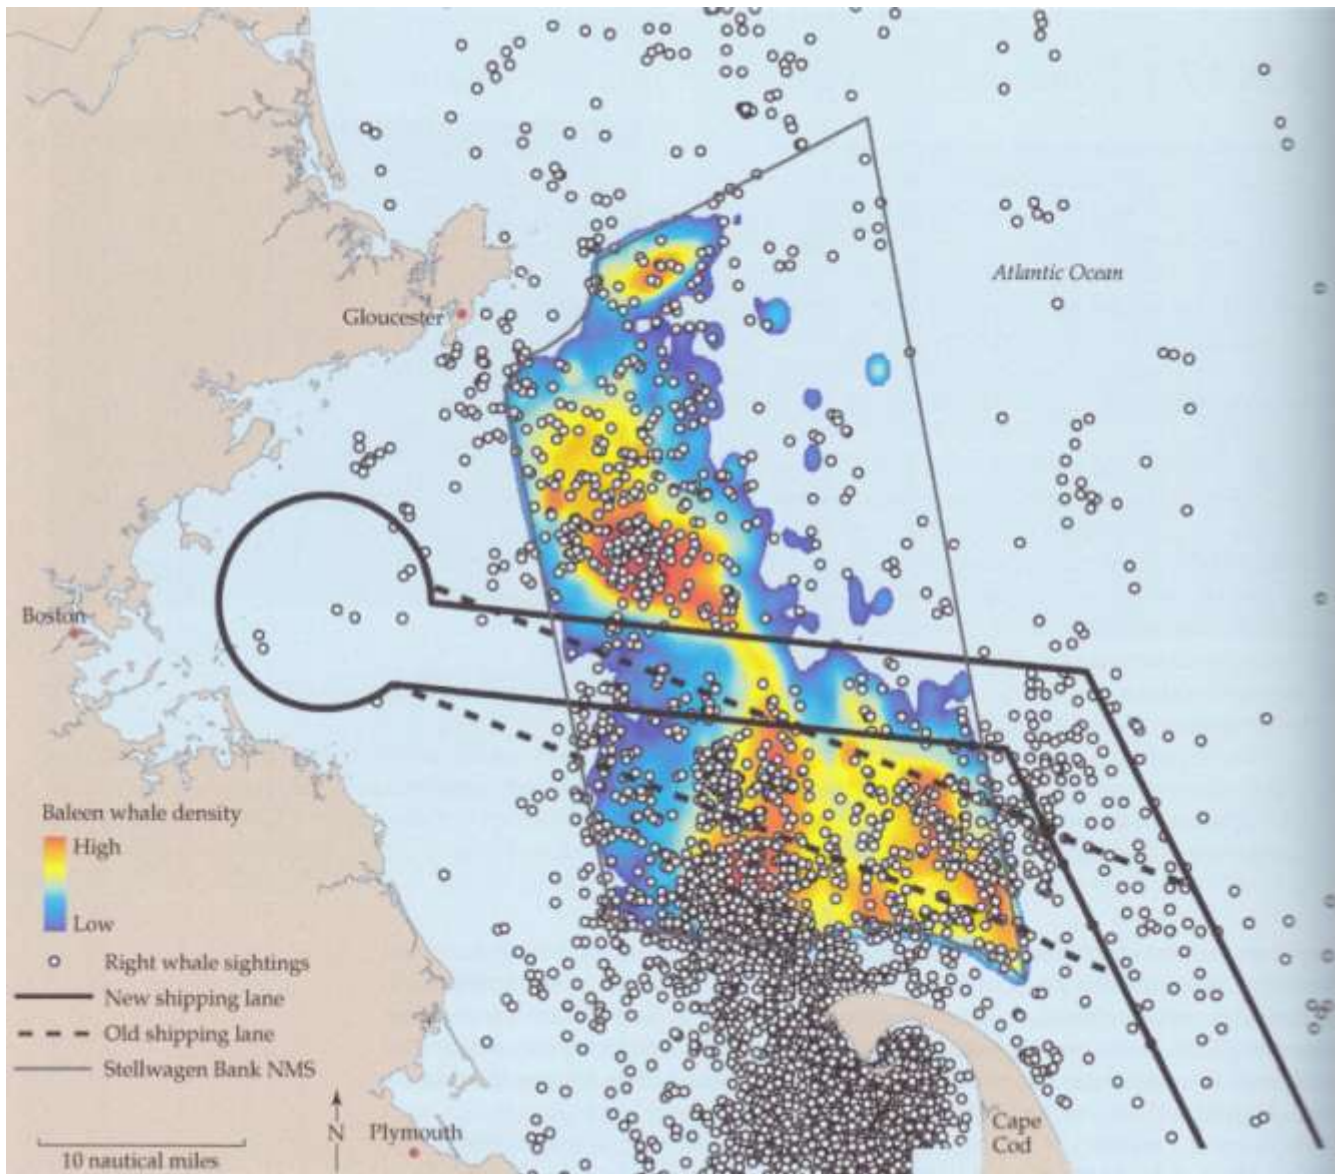 Atlantic Ocean
Gloucester
Boston
Baleen whale density
High
Low
Right whale sightings
New shipping lane
Old shipping lane
Stellwagen Bank NMS
N
10 nautical miles
Plymouth
Cape
Cod